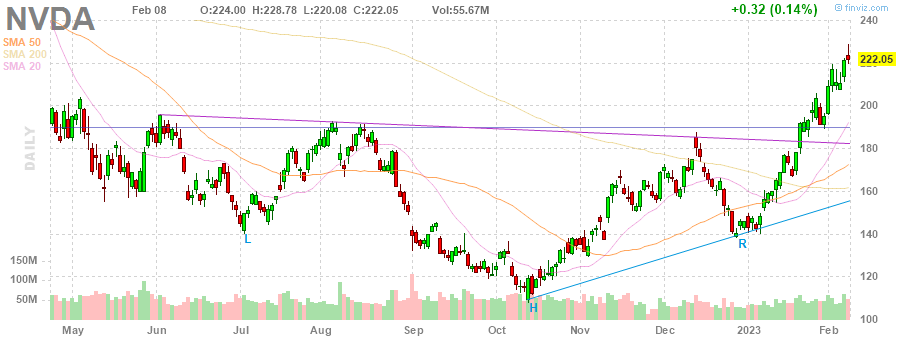 NVDA Feb 08 O:224.00 H:228.78 L:220.08 C:222.05 Vol:55.67M +0.32 (0.14%)
© finviz.com
SMA 50
SMA 200
SMA 20
DAILY
240
222.05
220
200
180
160
140
120
100
150M
100M
50M
L
H
R
May Jun Jul Aug Sep Oct Nov Dec 2023 Feb